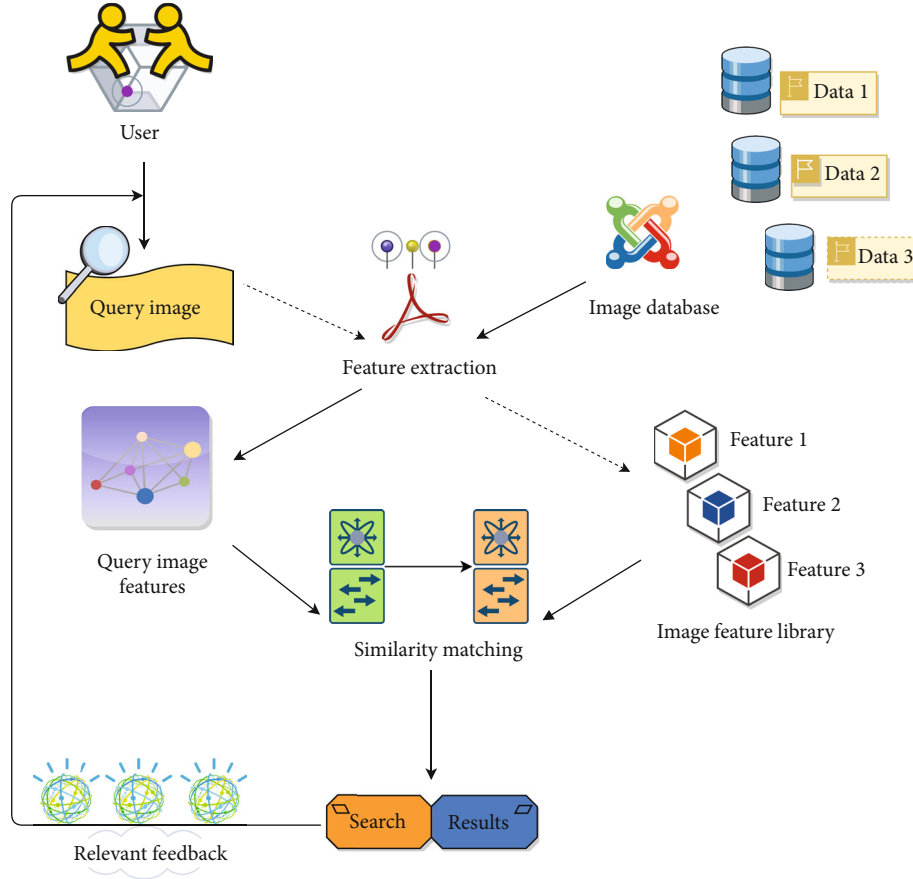 User
Data 1
Data 2
Data 3
Query image
Image database
Feature extraction
Feature 1
Feature 2
Feature 3
Query image
features
Image feature library
Similarity matching
Search
Results
Relevant feedback